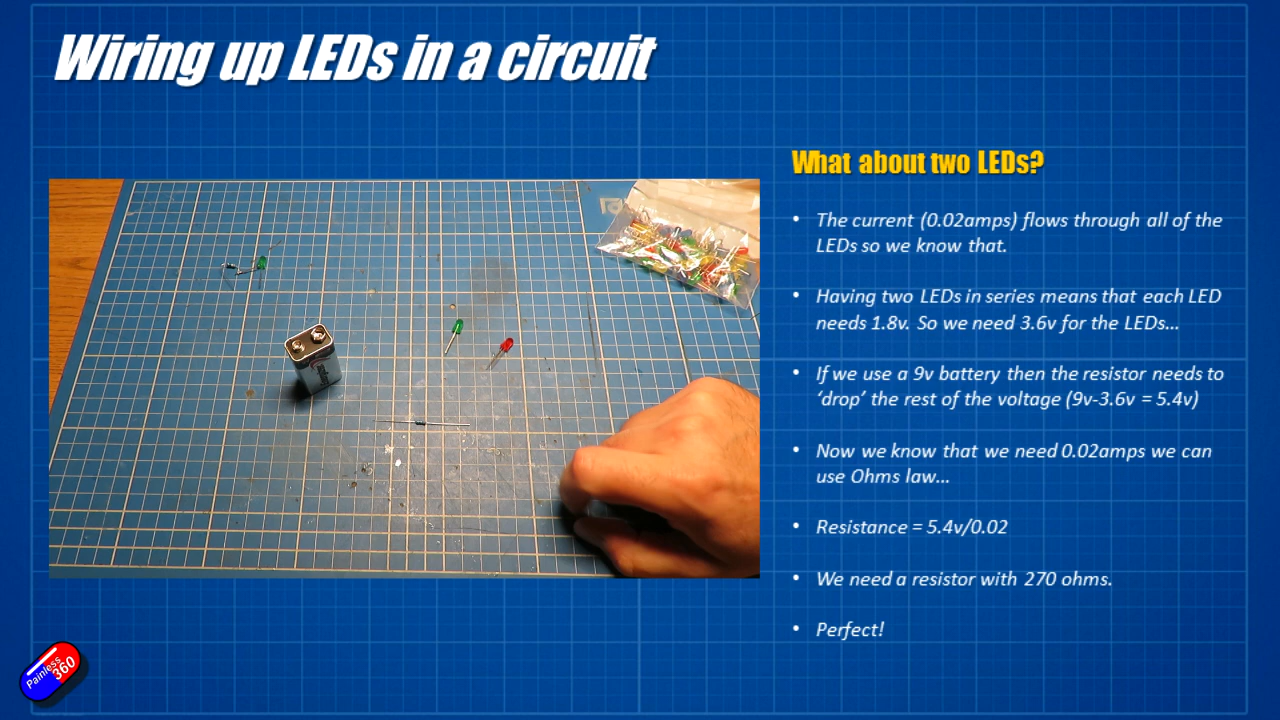 Wiring up LEDs in a circuit
What about two LEDs?
• The current (0.02amps) flows through all of the
LEDs so we know that.
• Having two LEDs in series means that each LED
needs 1.8v. So we need 3.6v for the LEDs...
• If we use a 9v battery then the resistor needs to
‘drop’ the rest of the voltage (9v-3.6v = 5.4v)
• Now we know that we need 0.02amps we can
use Ohms law...
• Resistance = 5.4v/0.02
• We need a resistor with 270 ohms.
• Perfect!
Painless
360